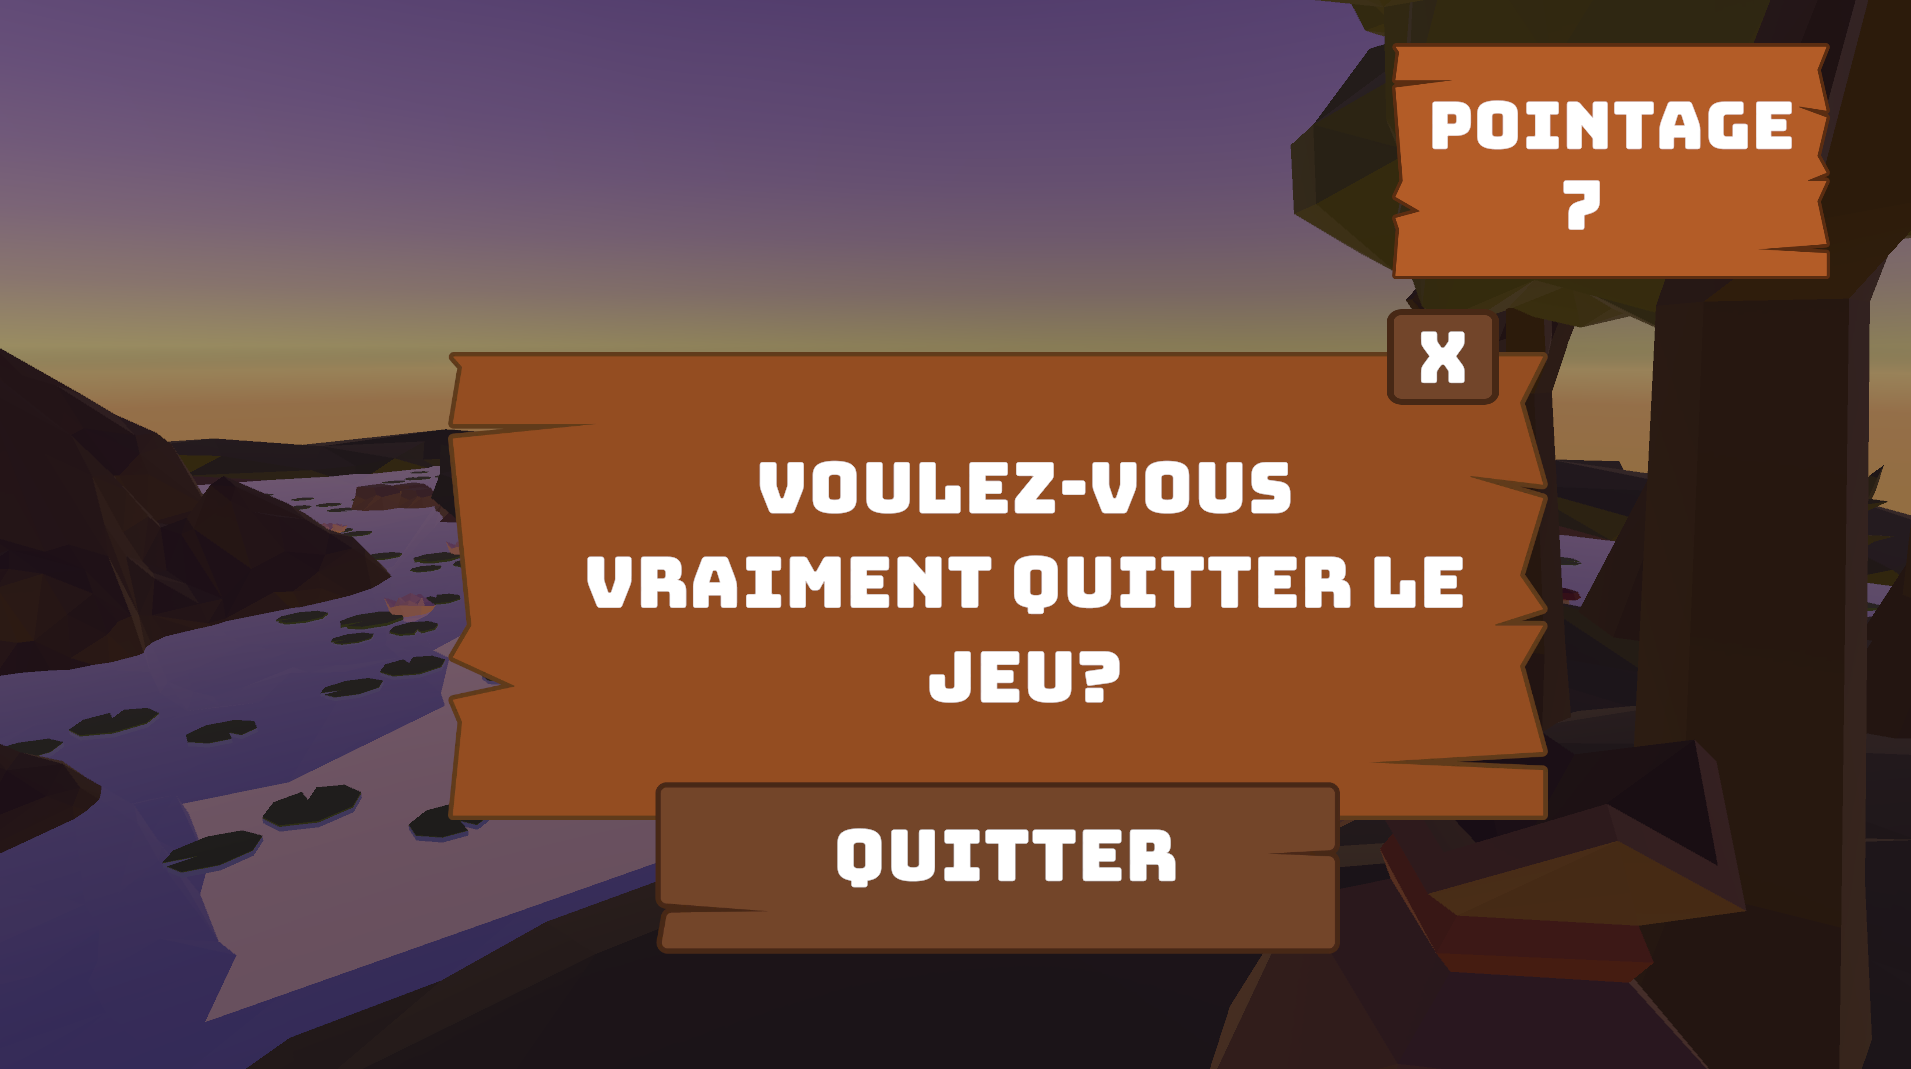 POINTAGE
7
X
VOULEZ-VOUS
VRAIMENT QUITTER LE
JEU?
QUITTER